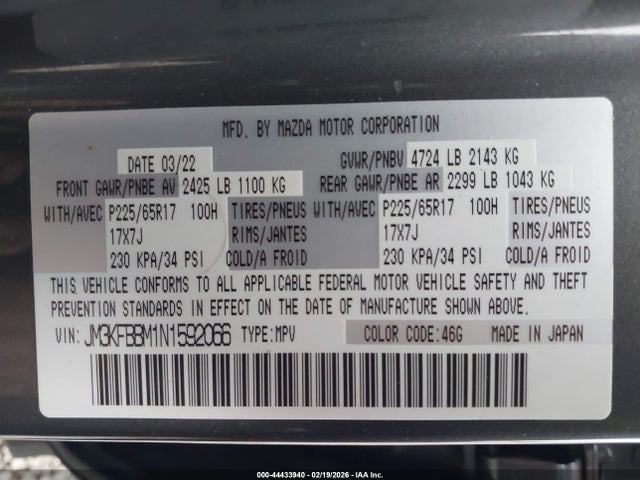 MFD. BY MAZDA MOTOR CORPORATION
DATE 03/22 GVWR/PNBV 4724 LB 2143 KG
FRONT GAWR/PNBE AV 2425 LB 1100 KG REAR GAWR/PNBE AR 2299 LB 1043 KG
WITH/AVEC P225/65R17 100H TIRES/PNEUS WITH/AVEC P225/65R17 100H TIRES/PNEUS
17X7J RIMS/JANTES 17X7J RIMS/JANTES
230 KPA/34 PSI COLD/A FROID 230 KPA/34 PSI COLD/A FROID
THIS VEHICLE CONFORMS TO ALL APPLICABLE FEDERAL MOTOR VEHICLE SAFETY AND THEFT
PREVENTION STANDARDS IN EFFECT ON THE DATE OF MANUFACTURE SHOWN ABOVE.
VIN: JM3KFBBM1N1592066 TYPE:MPV COLOR CODE:46G MADE IN JAPAN
000-44433940 - 02/19/2026 - IAA Inc.